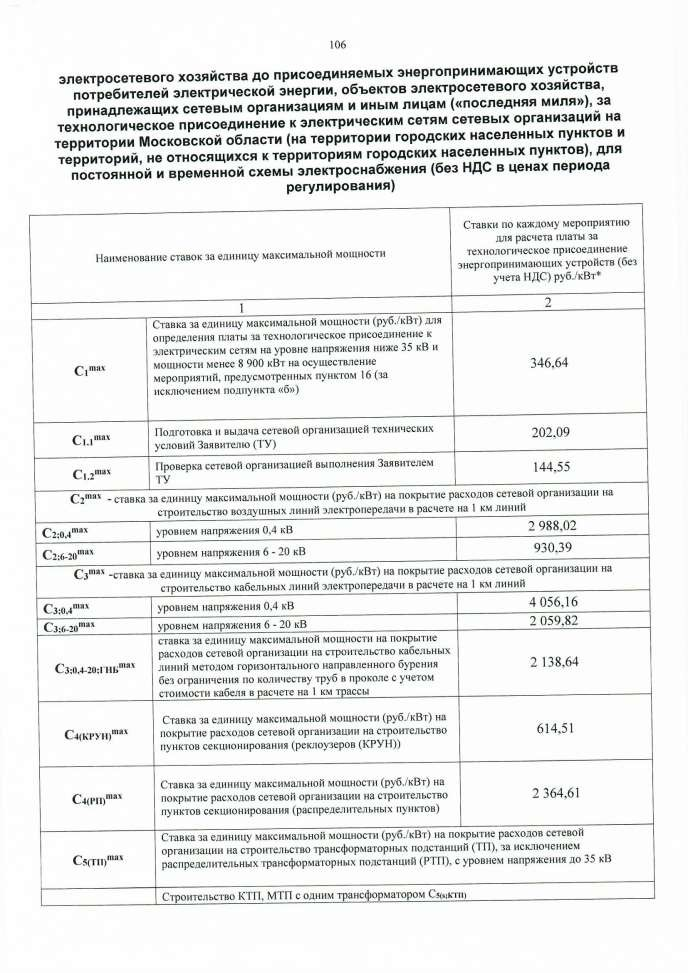 106
электросетевого хозяйства до присоединяемых энергопринимающих устройств
потребителей электрической энергии, объектов электросетевого хозяйства,
принадлежащих сетевым организациям и иным лицам («последняя миля»), за
технологическое присоединение к электрическим сетям сетевых организаций на
территории Московской области (на территории городских населенных пунктов и
территорий, не относящихся к территориям городских населенных пунктов), для
постоянной и временной схемы электроснабжения (без НДС в ценах периода
регулирования)
Наименование ставок за единицу максимальной мощности
Ставки по каждому мероприятию
для расчета платы за
технологическое присоединение
энергопринимающих устройств (без
учета НДС) руб./кВт*
1
2
C1max
Ставка за единицу максимальной мощности (руб./кВт) для
определения платы за технологическое присоединение к
электрическим сетям на уровне напряжения ниже 35 кВ и
мощности менее 8 900 кВт на осуществление
мероприятий, предусмотренных пунктом 16 (за
исключением подпункта «б»)
346,64
C1.1max
Подготовка и выдача сетевой организацией технических
условий Заявителю (ТУ)
202,09
C1.2max
Проверка сетевой организацией выполнения Заявителем
ТУ
144,55
C2max - ставка за единицу максимальной мощности (руб./кВт) на покрытие расходов сетевой организации на
строительство воздушных линий электропередачи в расчете на 1 км линий
C2;0,4max
уровнем напряжения 0,4 кВ
2 988,02
C2;6-20max
уровнем напряжения 6 - 20 кВ
930,39
C3max -ставка за единицу максимальной мощности (руб./кВт) на покрытие расходов сетевой организации на
строительство кабельных линий электропередачи в расчете на 1 км линий
C3;0,4max
уровнем напряжения 0,4 кВ
4 056,16
C3;6-20max
уровнем напряжения 6 - 20 кВ
2 059,82
C3;0,4-20;ГНБmax
ставка за единицу максимальной мощности на покрытие
расходов сетевой организации на строительство кабельных
линий методом горизонтального направленного бурения
без ограничения по количеству труб в проколе с учетом
стоимости кабеля в расчете на 1 км трассы
2 138,64
C4(КРУН)max
Ставка за единицу максимальной мощности (руб./кВт) на
покрытие расходов сетевой организации на строительство
пунктов секционирования (реклоузеров (КРУН))
614,51
C4(РП)max
Ставка за единицу максимальной мощности (руб./кВт) на
покрытие расходов сетевой организации на строительство
пунктов секционирования (распределительных пунктов)
2 364,61
C5(ТП)max
Ставка за единицу максимальной мощности (руб./кВт) на покрытие расходов сетевой
организации на строительство трансформаторных подстанций (ТП), за исключением
распределительных трансформаторных подстанций (РТП), с уровнем напряжения до 35 кВ
Строительство КТП, МТП с одним трансформатором C5(s;КТП)